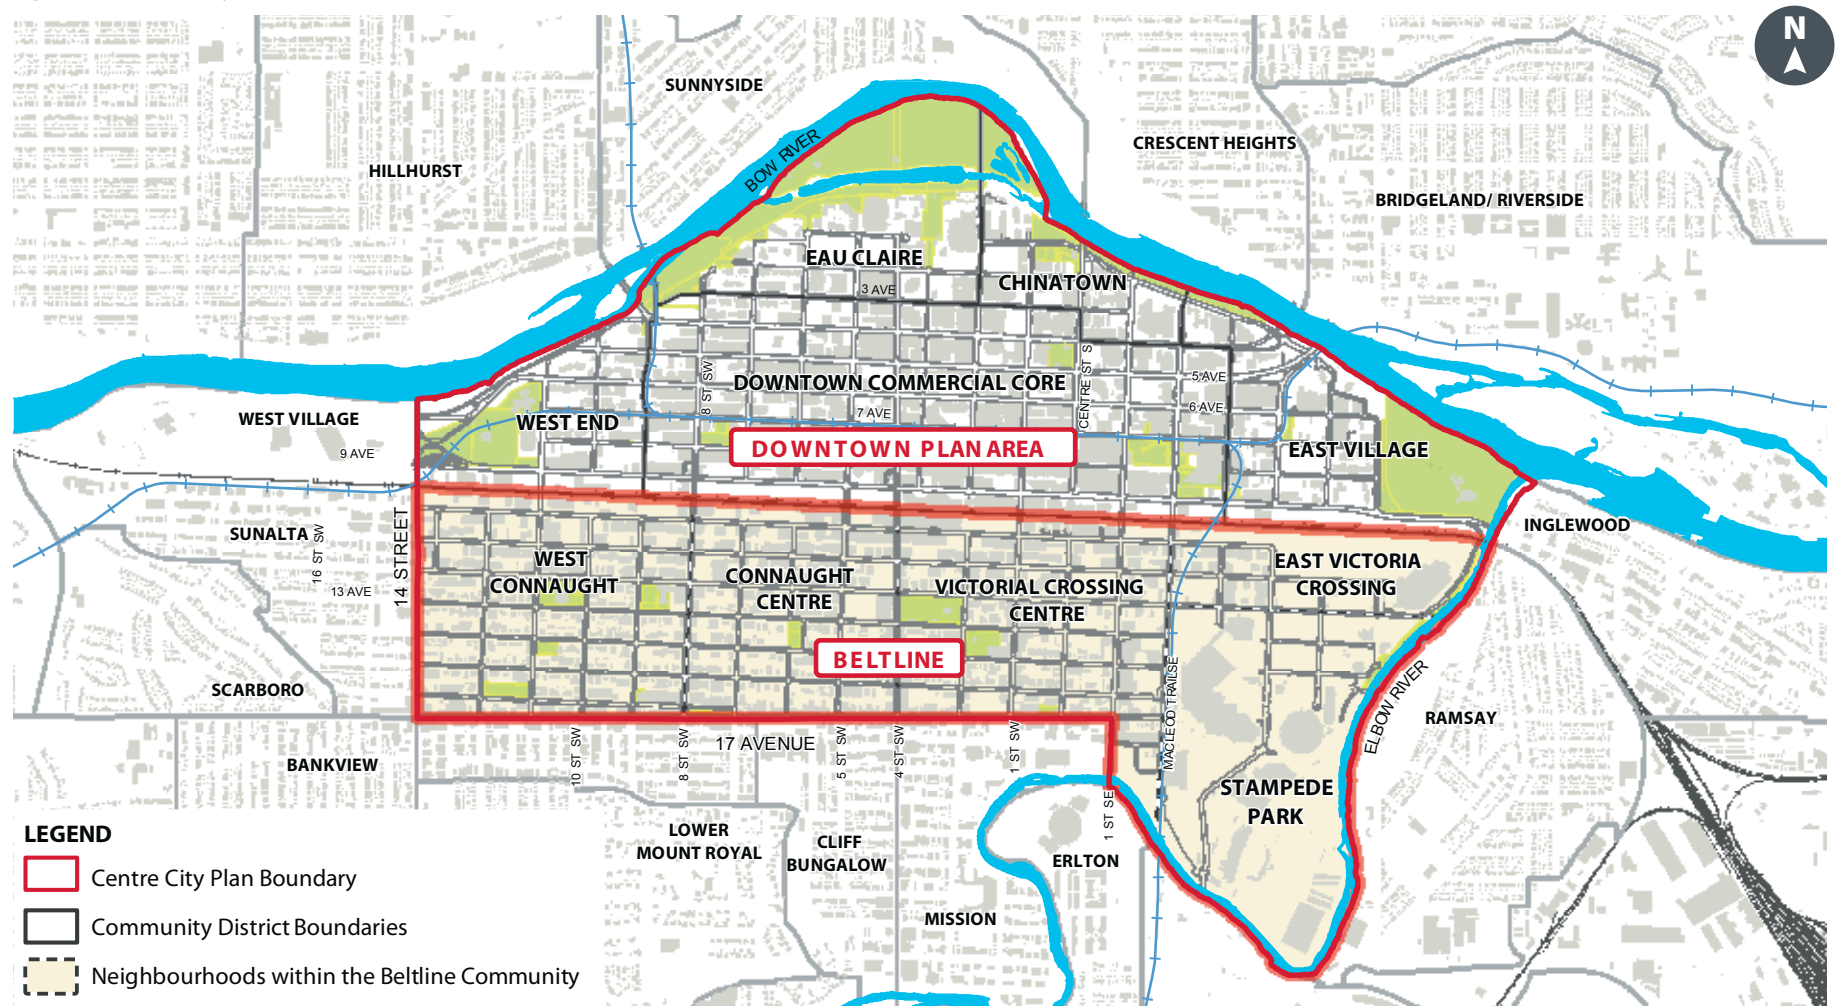 N
SUNNYSIDE
BOW RIVER
CRESCENT HEIGHTS
HILLHURST
BRIDGELAND/ RIVERSIDE
EAU CLAIRE
CHINATOWN
3 AVE
CENTRE ST S
8 ST SW
5 AVE
DOWNTOWN COMMERCIAL CORE
6 AVE
7 AVE
WEST VILLAGE
WEST END
9 AVE
DOWNTOWN PLAN AREA
EAST VILLAGE
INGLEWOOD
SUNALTA
16 ST SW
14 STREET
13 AVE
WEST
CONNAUGHT
CONNAUGHT
CENTRE
VICTORIAL CROSSING
CENTRE
EAST VICTORIA
CROSSING
BELTLINE
SCARBORO
MACLEOD TRAIL SE
ELBOW RIVER
RAMSAY
BANKVIEW
10 ST SW
8 ST SW
17 AVENUE
5 ST SW
4 ST SW
1 ST SW
1 ST SE
STAMPEDE
PARK
LOWER
MOUNT ROYAL
CLIFF
BUNGALOW
ERLTON
MISSION
LEGEND
Centre City Plan Boundary
Community District Boundaries
Neighbourhoods within the Beltline Community